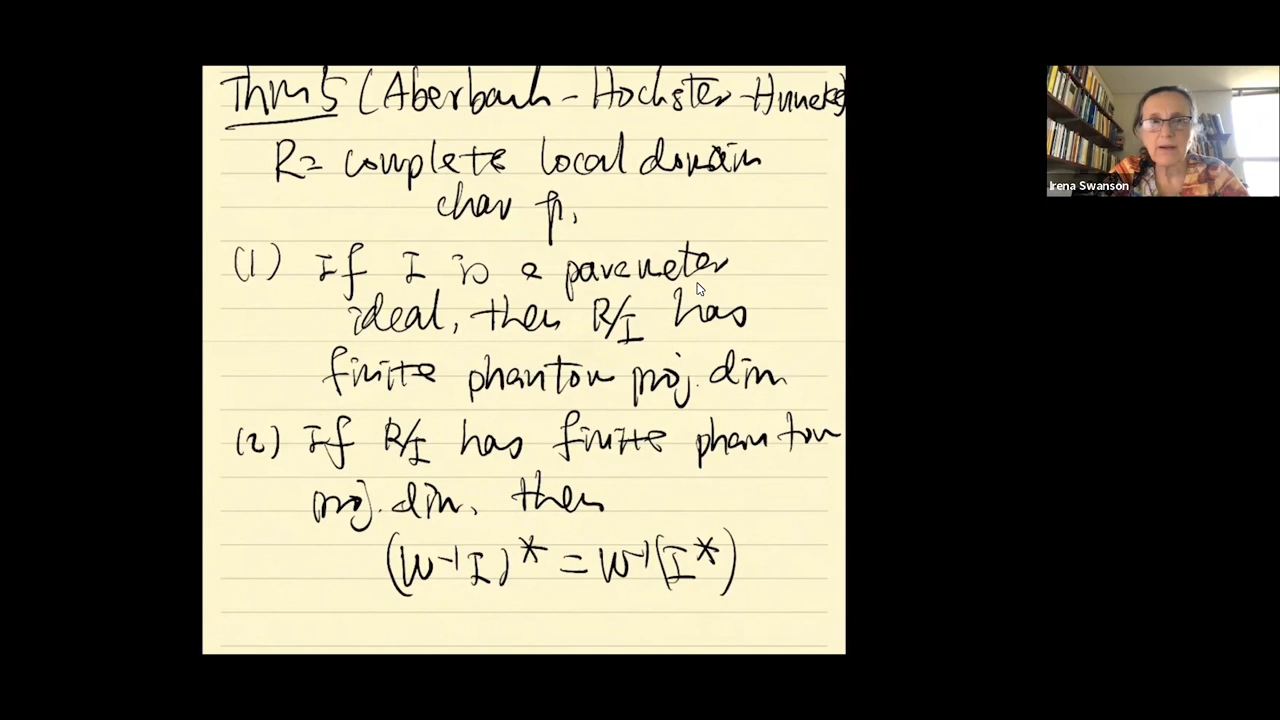 Thm 5 (Aberbach-Hochster-Huneke)
R = complete local domain
char p.
(1) If I is a parameter
ideal, then R/I has
finite phantom proj. dim
(2) If R/I has finite phantom
proj. dim, then
(W⁻¹I)* = W⁻¹(I*)
Irena Swanson